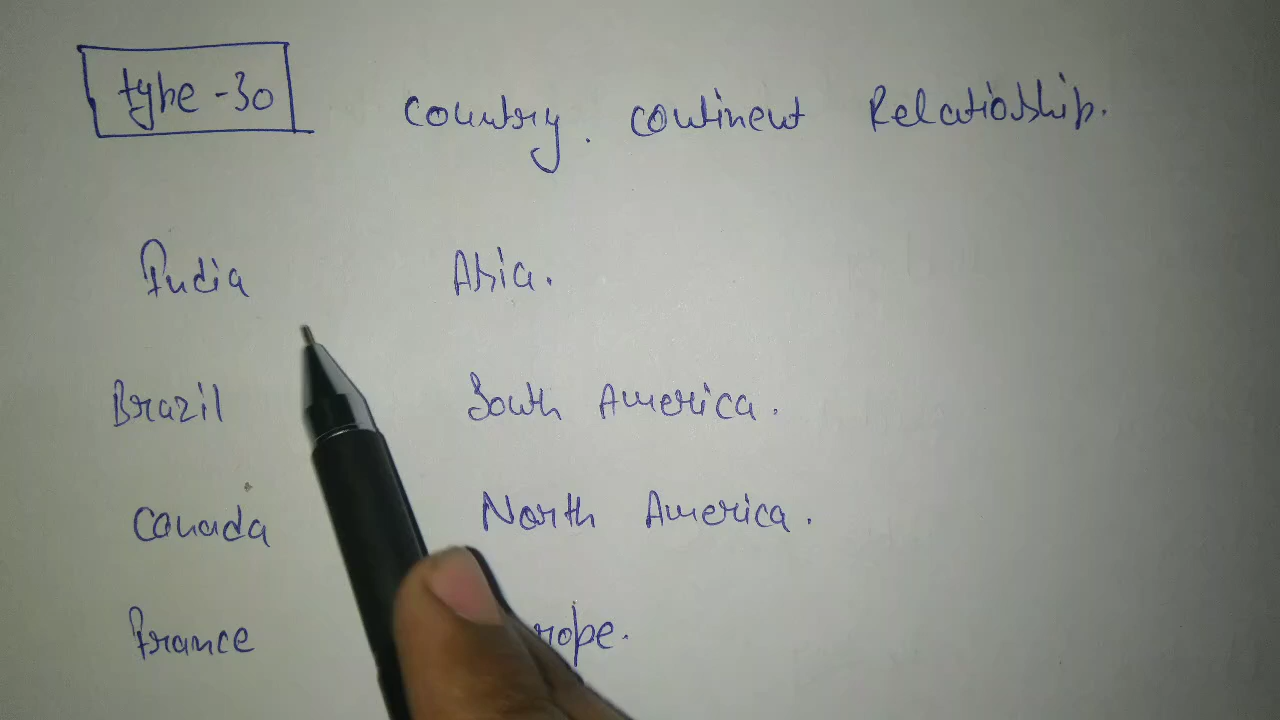 type-30
Country. continent Relationship.
India Asia.
Brazil South America.
Canada North America.
France rope.